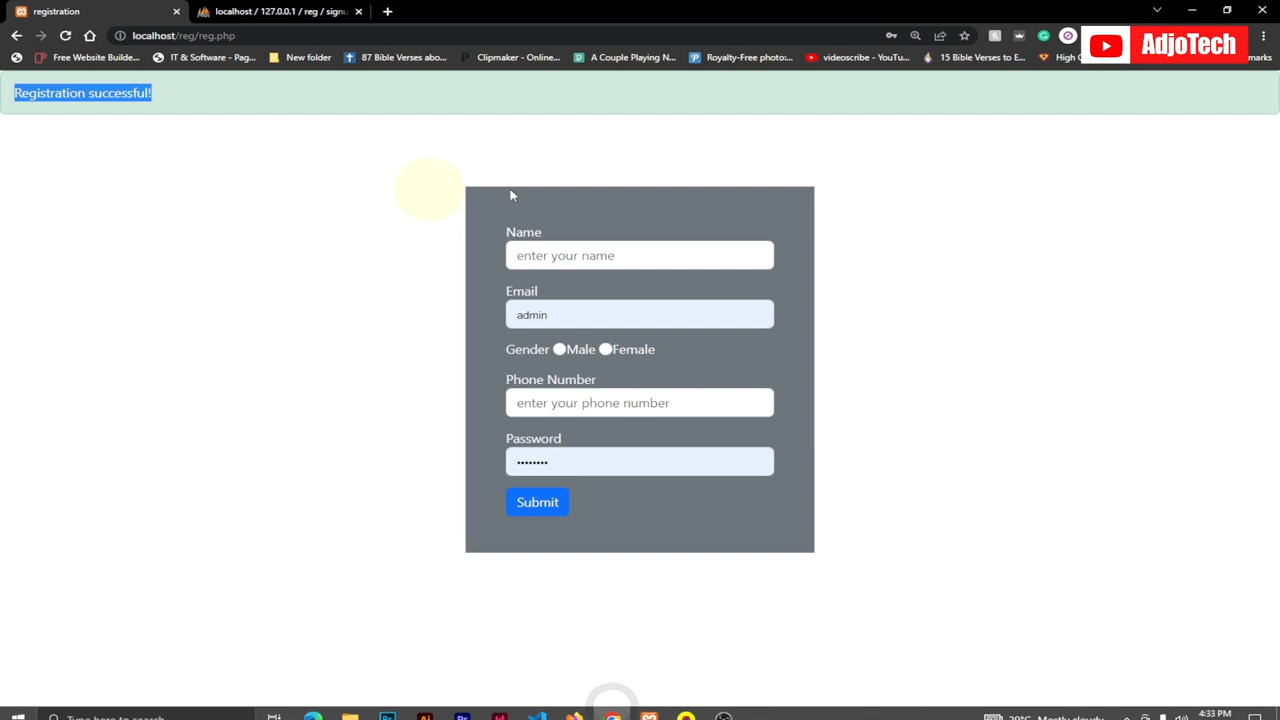 registration
localhost / 127.0.0.1 / reg / signu
localhost/reg/reg.php
AdjoTech
Free Website Builde...
IT & Software - Pag...
New folder
87 Bible Verses abo...
Clipmaker - Online...
A Couple Playing N...
Royalty-Free photo:...
videoscribe - YouTu...
15 Bible Verses to E...
High
marks
Registration successful!
Name
enter your name
Email
admin
Gender Male Female
Phone Number
enter your phone number
Password
••••••••
Submit
4:33 PM